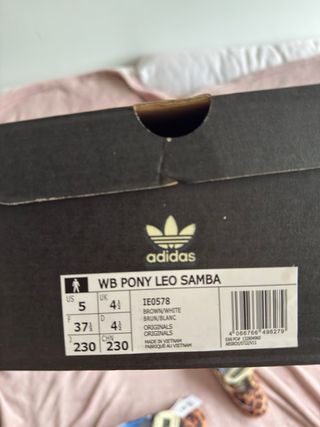 adidas
WB PONY LEO SAMBA
US UK
5 4½
IE0578
BROWN/WHITE
BRUN/BLANC
F D
37⅓ 4½
ORIGINALS
ORIGINALS
J CHN
230 230
MADE IN VIETNAM
FABRIQUÉ AU VIETNAM
4 066766 496279